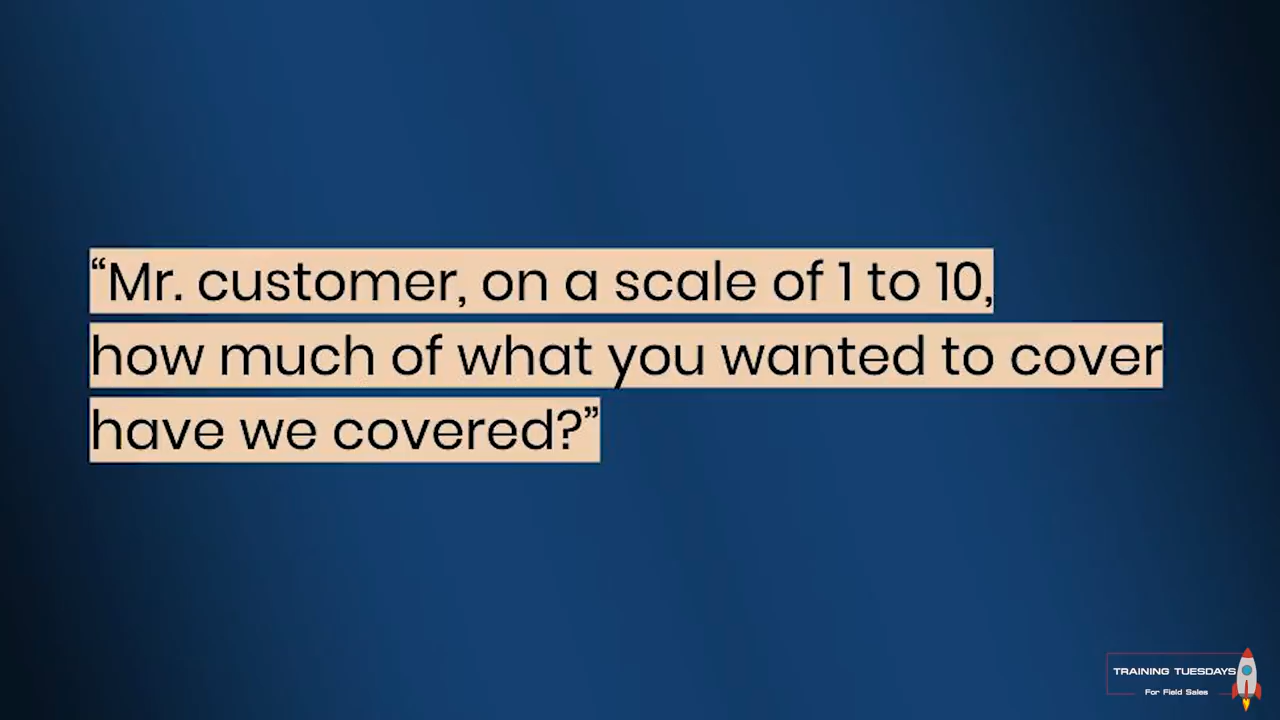 “Mr. customer, on a scale of 1 to 10,
how much of what you wanted to cover
have we covered?”
TRAINING TUESDAYS
For Field Sales